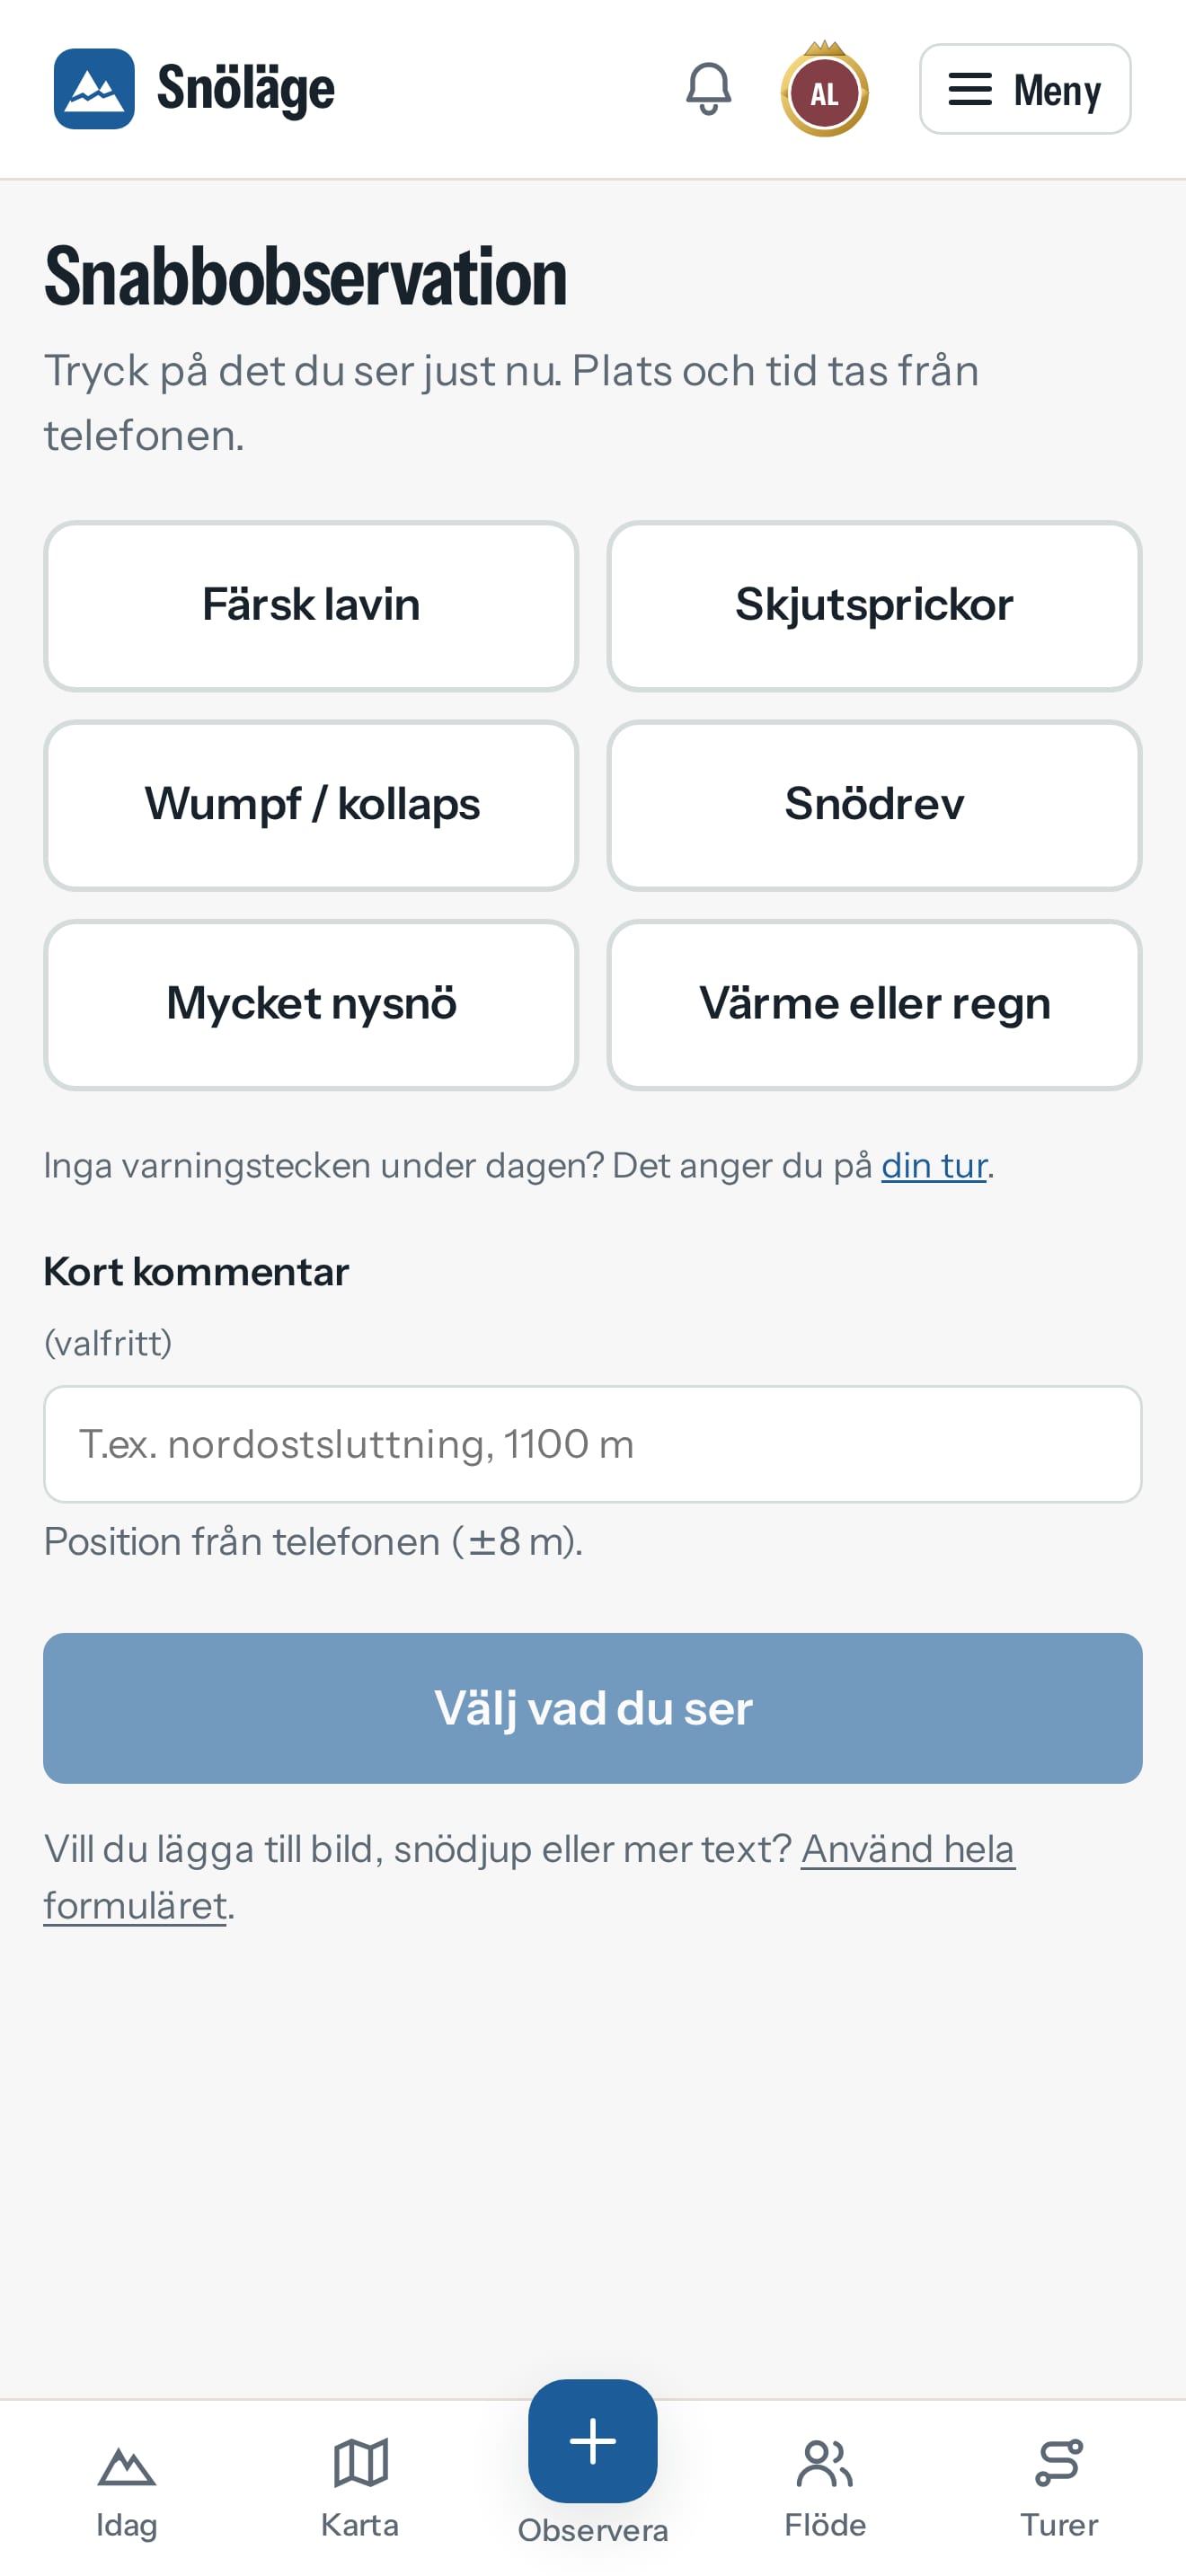 Snöläge
AL
Meny
Snabbobservation
Tryck på det du ser just nu. Plats och tid tas från
telefonen.
Färsk lavin
Skjutsprickor
Wumpf / kollaps
Snödrev
Mycket nysnö
Värme eller regn
Inga varningstecken under dagen? Det anger du på din tur.
Kort kommentar
(valfritt)
T.ex. nordostsluttning, 1100 m
Position från telefonen (±8 m).
Välj vad du ser
Vill du lägga till bild, snödjup eller mer text? Använd hela
formuläret.
Idag
Karta
Observera
Flöde
Turer